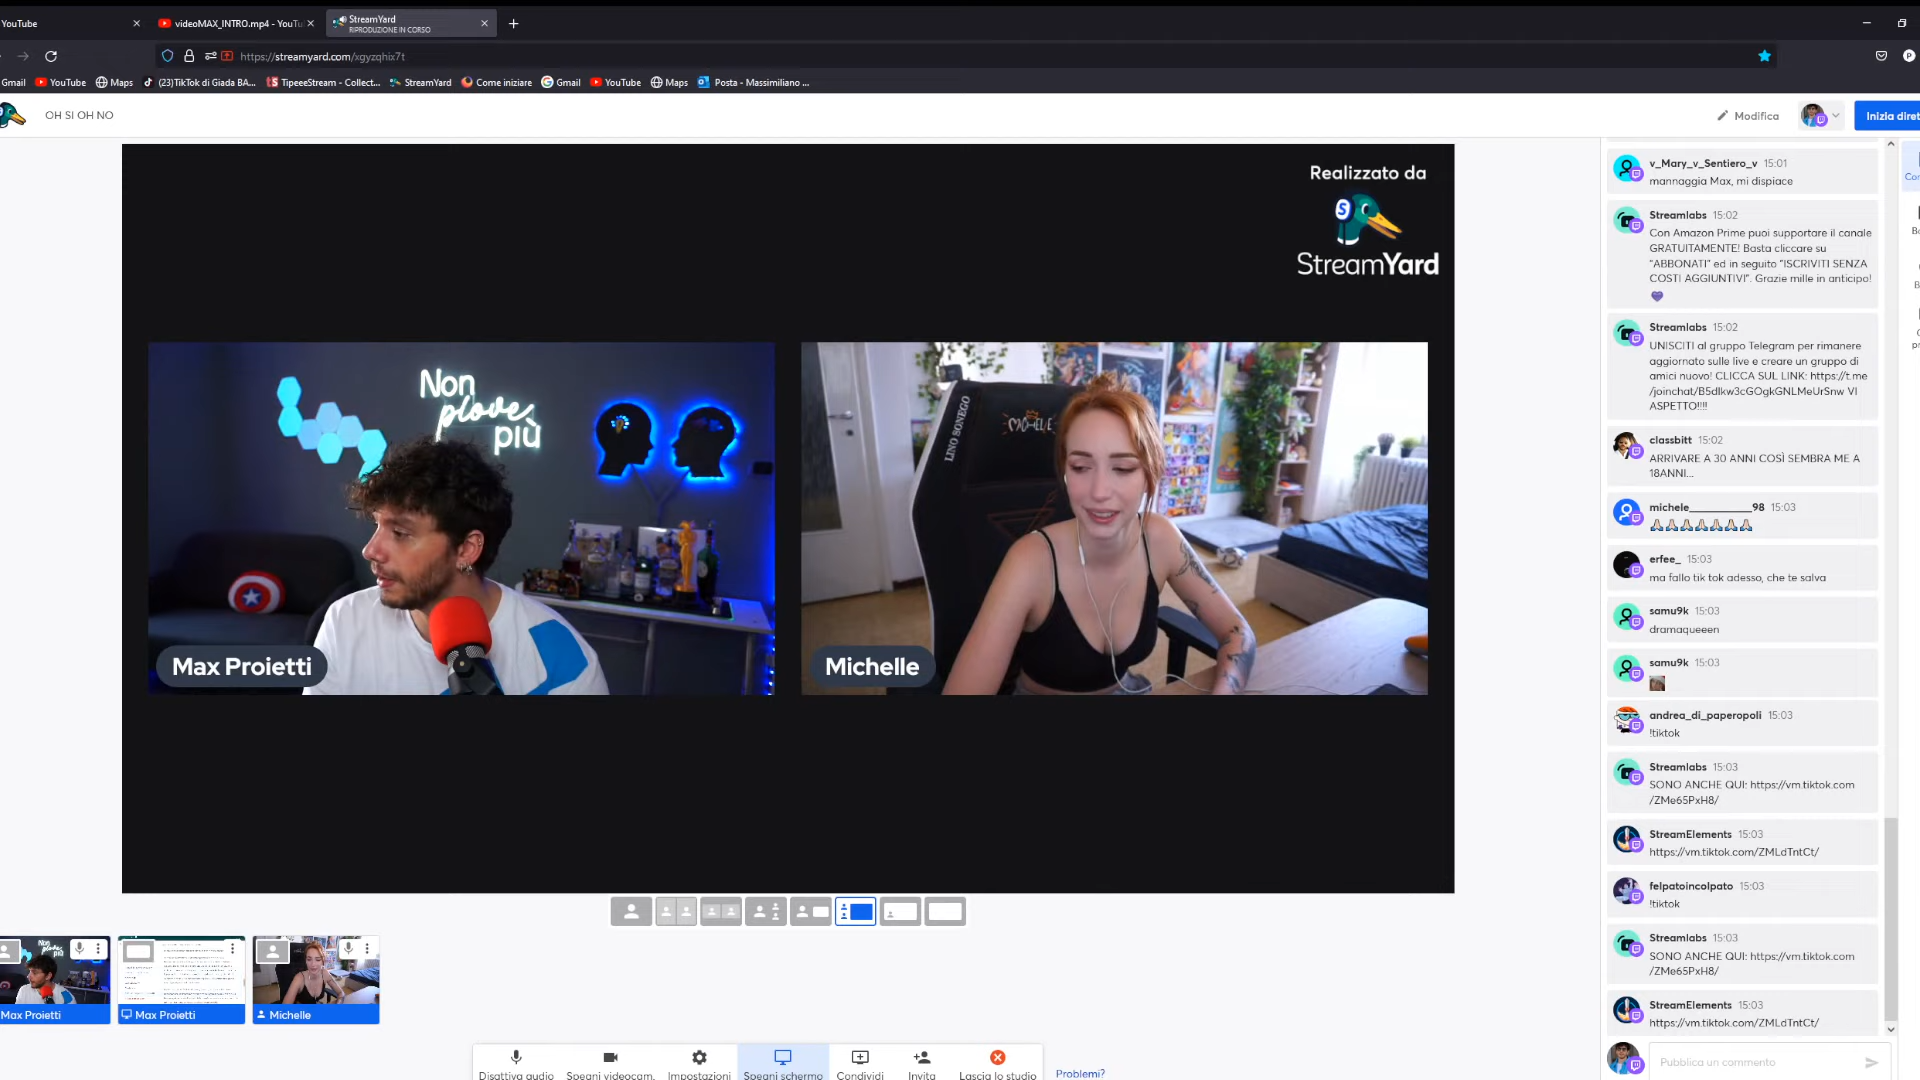 YouTube
videoMAX_INTRO.mp4 - YouTu
StreamYard
RIPRODUZIONE IN CORSO
https://streamyard.com/xgyzqhix7t
Gmail
YouTube
Maps
(23)TikTok di Giada BA...
TipeeeStream - Collect...
StreamYard
Come iniziare
Gmail
YouTube
Maps
Posta - Massimiliano ...
OH SI OH NO
Modifica
Inizia diret
Realizzato da
StreamYard
Non
piove
più
LINO SONEGO
Max Proietti
Michelle
v_Mary_v_Sentiero_v 15:01
mannaggia Max, mi dispiace
Streamlabs 15:02
Con Amazon Prime puoi supportare il canale
GRATUITAMENTE! Basta cliccare su
"ABBONATI" ed in seguito "ISCRIVITI SENZA
COSTI AGGIUNTIVI". Grazie mille in anticipo!
💜
Streamlabs 15:02
UNISCITI al gruppo Telegram per rimanere
aggiornato sulle live e creare un gruppo di
amici nuovo! CLICCA SUL LINK: https://t.me
/joinchat/B5dlkw3cGOgkGNLMeUrSnw VI
ASPETTO!!!!
classbitt 15:02
ARRIVARE A 30 ANNI COSÌ SEMBRA ME A
18ANNI...
michele__________98 15:03
🙏🙏🙏🙏🙏🙏🙏
erfee_ 15:03
ma fallo tik tok adesso, che te salva
samu9k 15:03
dramaqueeen
samu9k 15:03
andrea_di_paperopoli 15:03
!tiktok
Streamlabs 15:03
SONO ANCHE QUI: https://vm.tiktok.com
/ZMe65PxH8/
StreamElements 15:03
https://vm.tiktok.com/ZMLdTntCt/
felpatoincolpato 15:03
!tiktok
Streamlabs 15:03
SONO ANCHE QUI: https://vm.tiktok.com
/ZMe65PxH8/
StreamElements 15:03
https://vm.tiktok.com/ZMLdTntCt/
Pubblica un commento
Max Proietti
Max Proietti
Michelle
Disattiva audio
Spegni videocam.
Impostazioni
Spegni schermo
Condividi
Invita
Lascia lo studio
Problemi?